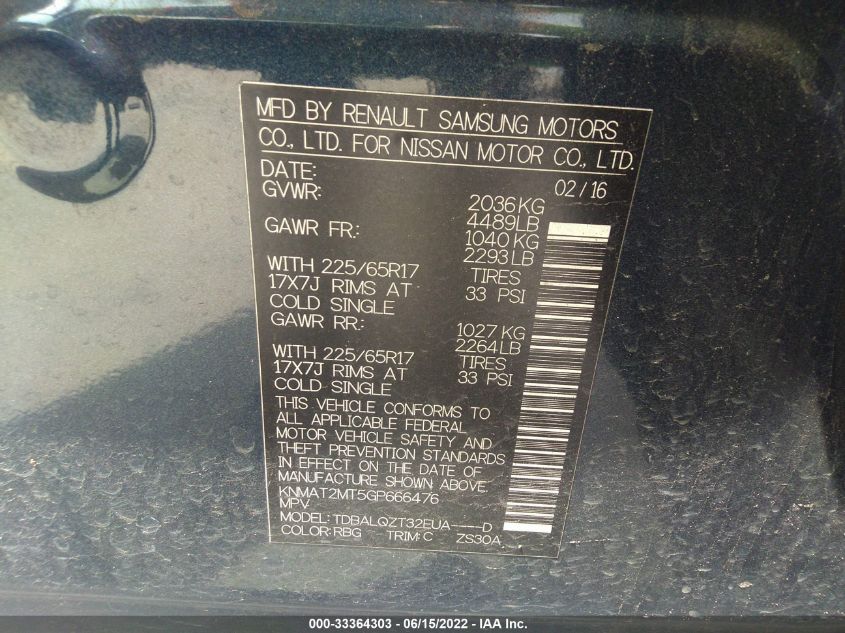 MFD BY RENAULT SAMSUNG MOTORS
CO., LTD. FOR NISSAN MOTOR CO., LTD.
DATE: 02/16
GVWR: 2036KG
4489LB
GAWR FR: 1040KG
2293LB
WITH 225/65R17 TIRES
17X7J RIMS AT 33 PSI
COLD SINGLE
GAWR RR: 1027KG
2264LB
WITH 225/65R17 TIRES
17X7J RIMS AT 33 PSI
COLD SINGLE
THIS VEHICLE CONFORMS TO
ALL APPLICABLE FEDERAL
MOTOR VEHICLE SAFETY AND
THEFT PREVENTION STANDARDS
IN EFFECT ON THE DATE OF
MANUFACTURE SHOWN ABOVE.
KNMAT2MT5GP666476
MPV
MODEL: TDBALQZT32EUA----D
COLOR:RBG TRIM:C ZS30A
000-33364303 - 06/15/2022 - IAA Inc.